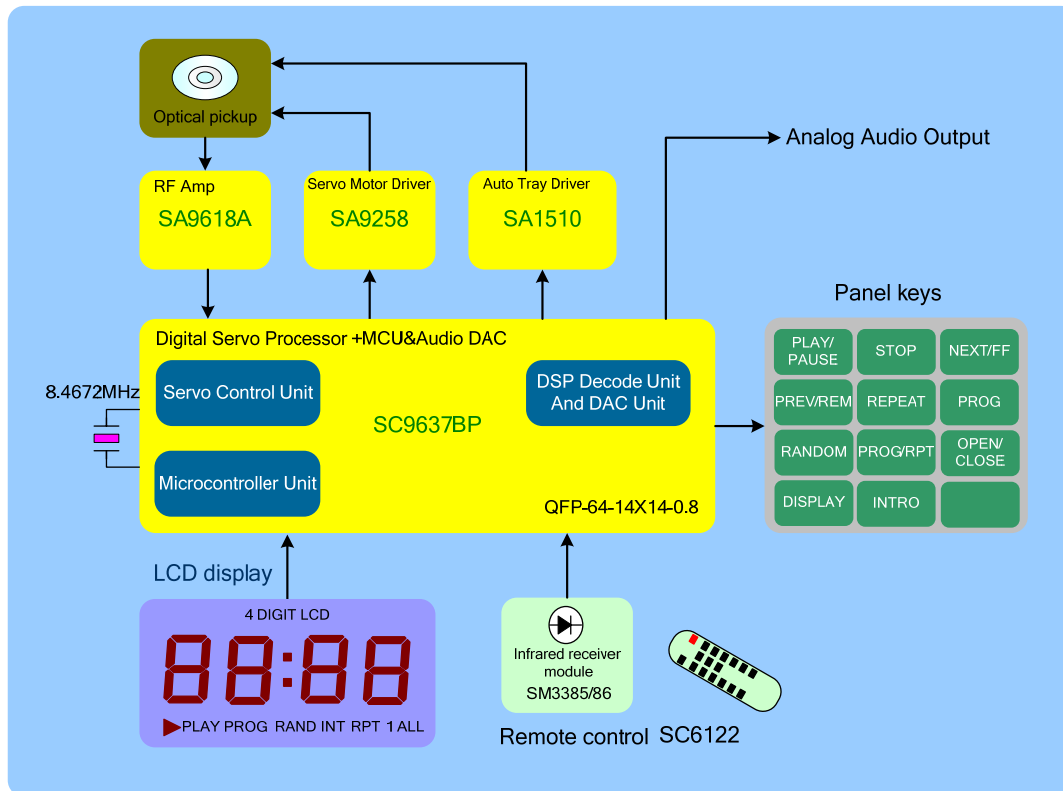 Optical pickup
Analog Audio Output
RF Amp
SA9618A
Servo Motor Driver
SA9258
Auto Tray Driver
SA1510
Panel keys
Digital Servo Processor +MCU&Audio DAC
8.4672MHz
Servo Control Unit
DSP Decode Unit
And DAC Unit
SC9637BP
Microcontroller Unit
QFP-64-14X14-0.8
PLAY/
PAUSE
STOP
NEXT/FF
PREV/REM
REPEAT
PROG
RANDOM
PROG/RPT
OPEN/
CLOSE
DISPLAY
INTRO
LCD display
4 DIGIT LCD
88:88
PLAY PROG RAND INT RPT 1 ALL
Infrared receiver
module
SM3385/86
Remote control SC6122